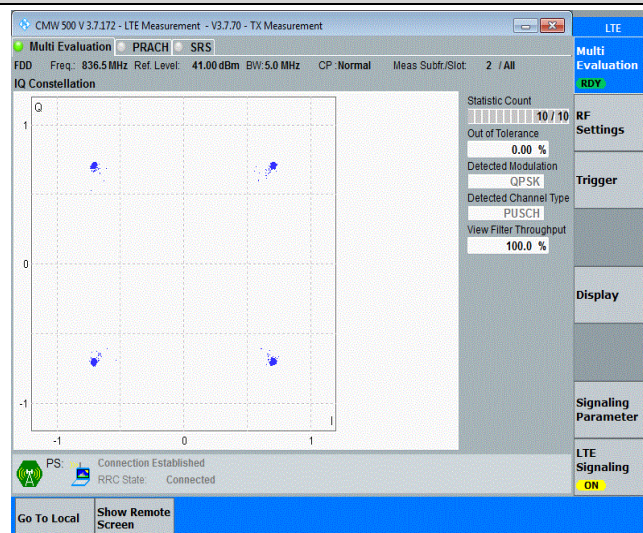 CMW 500 V 3.7.172 - LTE Measurement - V3.7.70 - TX Measurement
LTE
Multi Evaluation PRACH SRS
FDD Freq.: 836.5 MHz Ref. Level: 41.00 dBm BW: 5.0 MHz CP : Normal Meas Subfr./Slot: 2 / All
IQ Constellation
Q
1
0
-1
-1 0 1
I
Statistic Count
10 / 10
Out of Tolerance
0.00 %
Detected Modulation
QPSK
Detected Channel Type
PUSCH
View Filter Throughput
100.0 %
Multi
Evaluation
RDY
RF
Settings
Trigger
Display
Signaling
Parameter
LTE
Signaling
ON
PS: Connection Established
RRC State: Connected
Go To Local
Show Remote
Screen